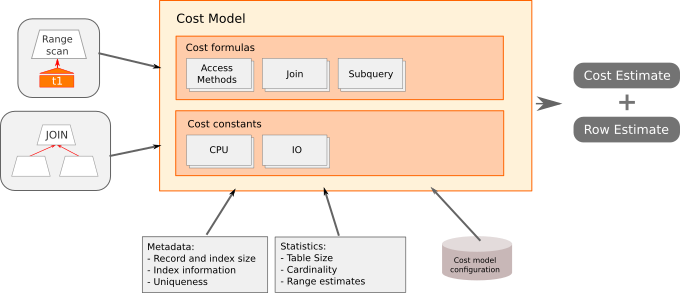 Cost Model
Range
scan
t1
JOIN
Cost formulas
Access
Methods
Join
Subquery
Cost constants
CPU
IO
Cost Estimate
+
Row Estimate
Metadata:
- Record and index size
- Index information
- Uniqueness
Statistics:
- Table Size
- Cardinality
- Range estimates
Cost model
configuration